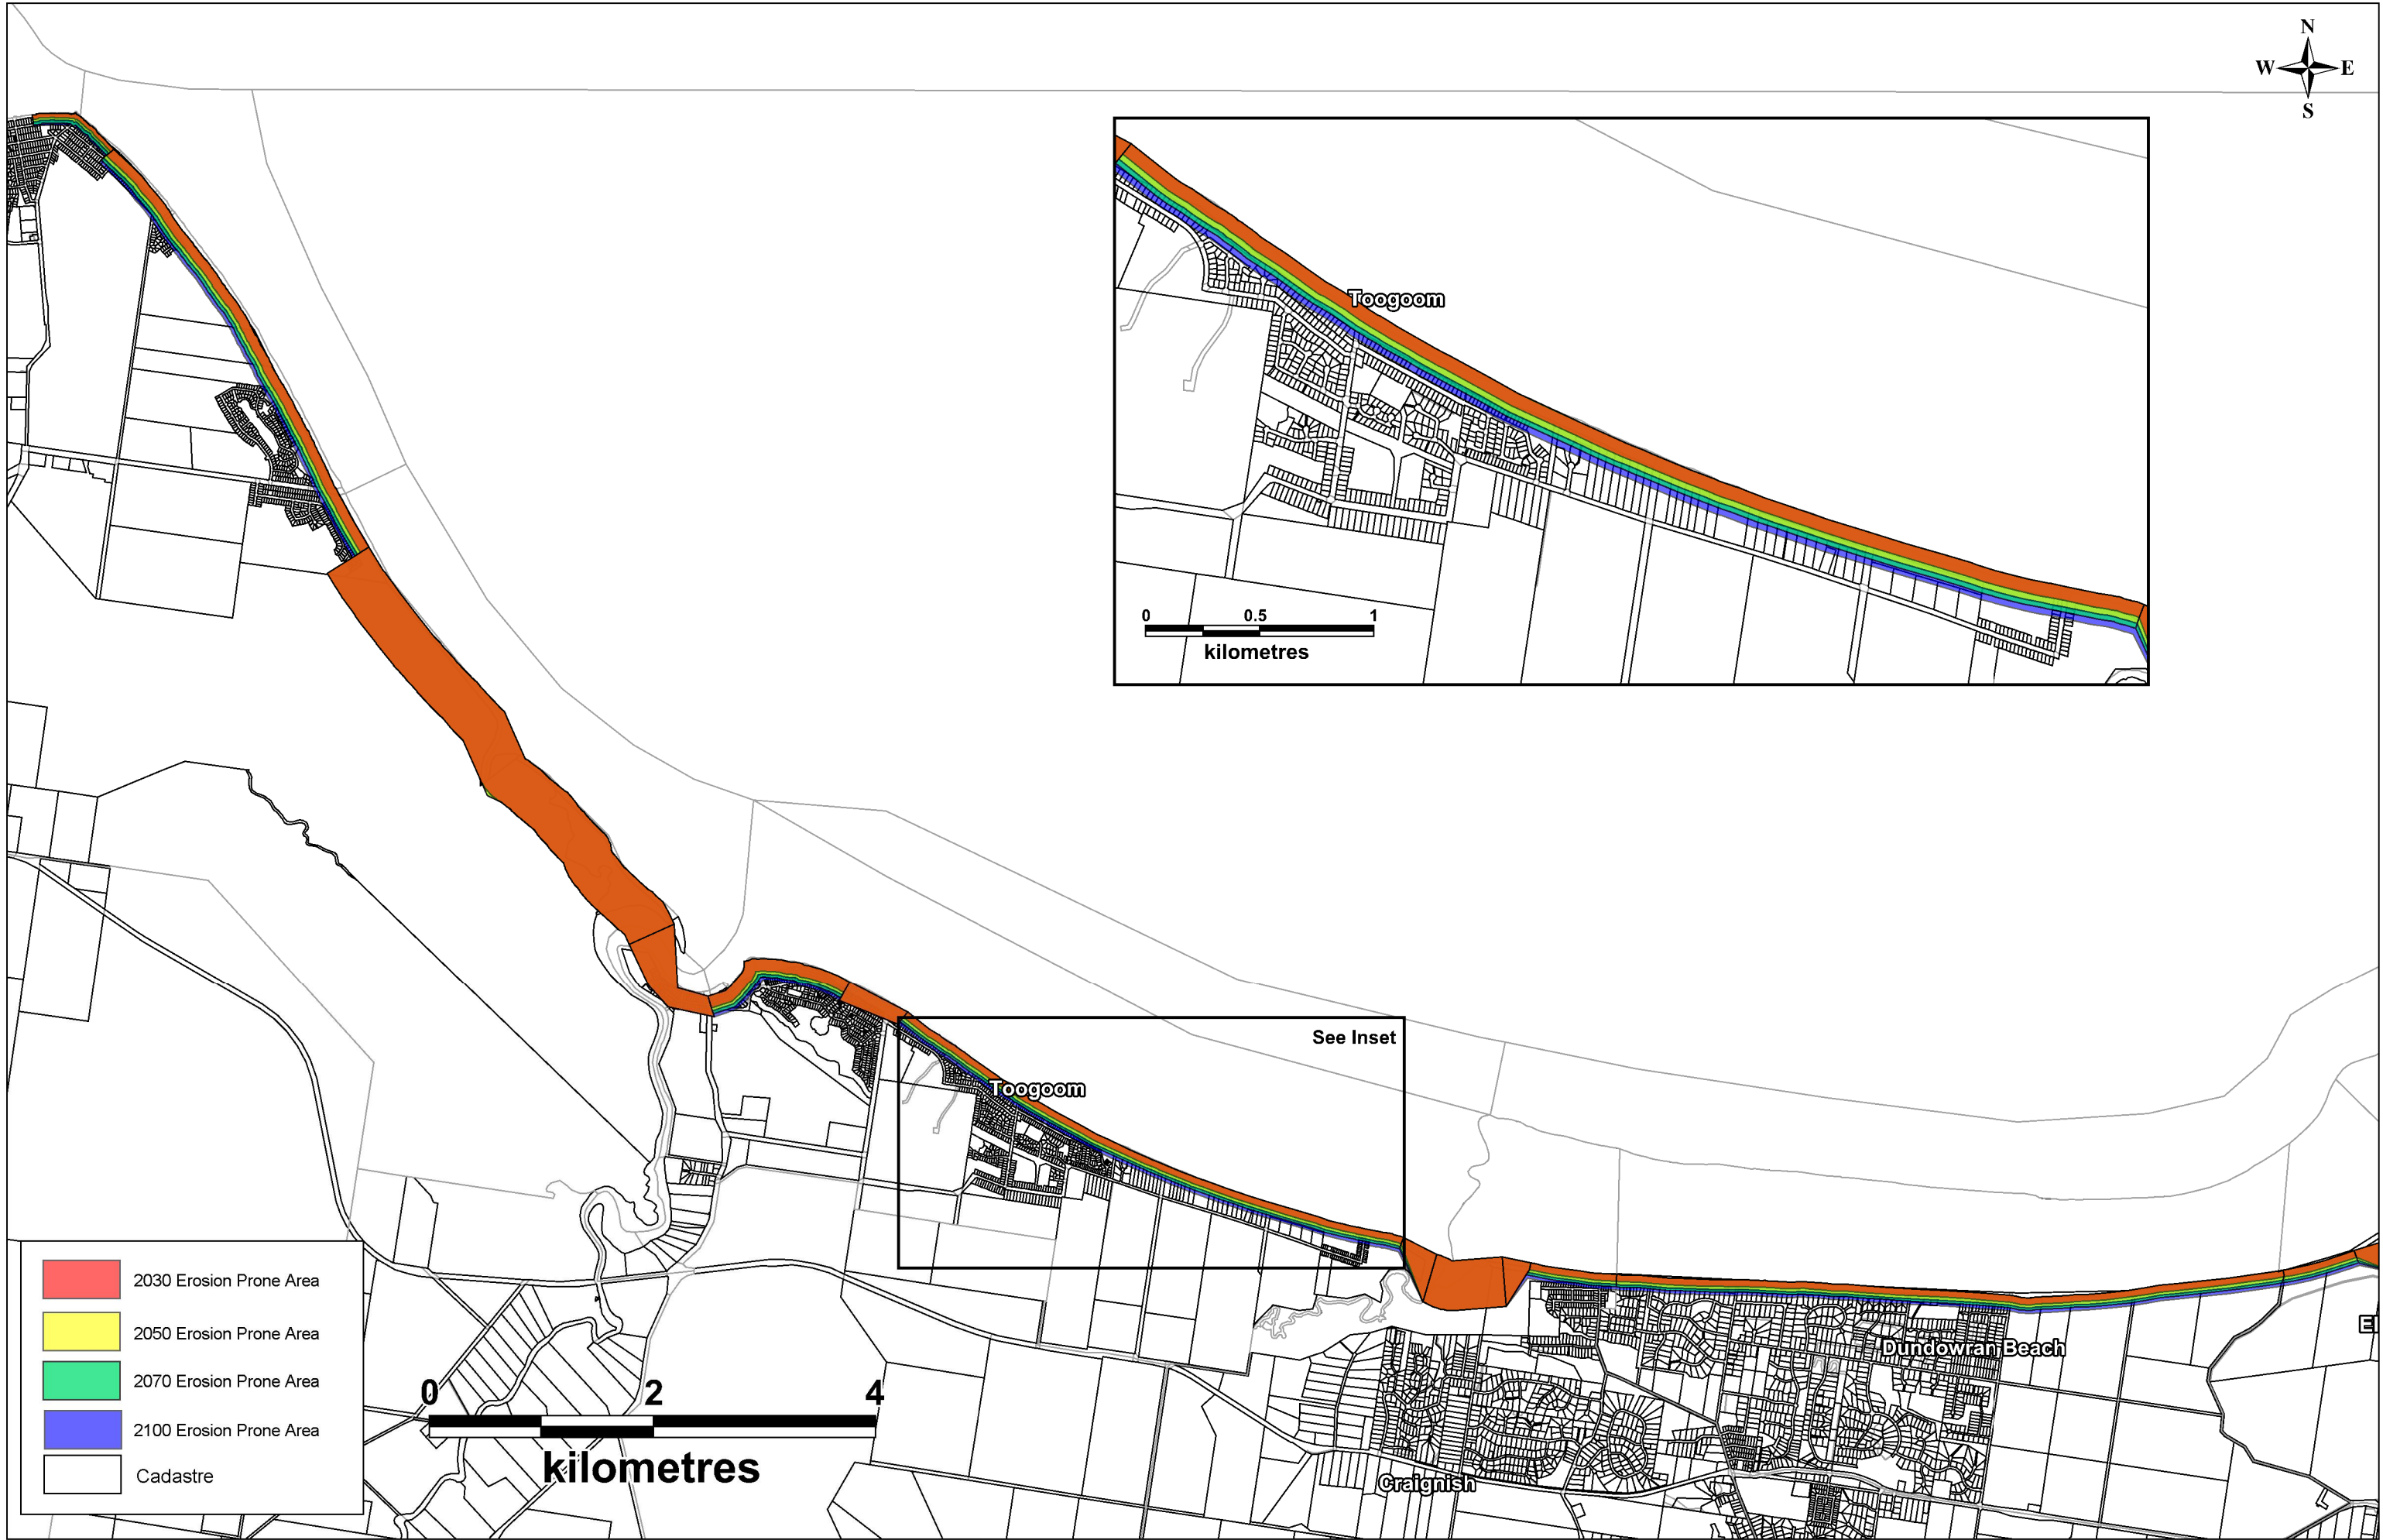 N
W E
S
Toogoom
0 0.5 1
kilometres
See Inset
Toogoom
2030 Erosion Prone Area
2050 Erosion Prone Area
2070 Erosion Prone Area
2100 Erosion Prone Area
Cadastre
0 2 4
kilometres
Dundowran Beach
Craignish